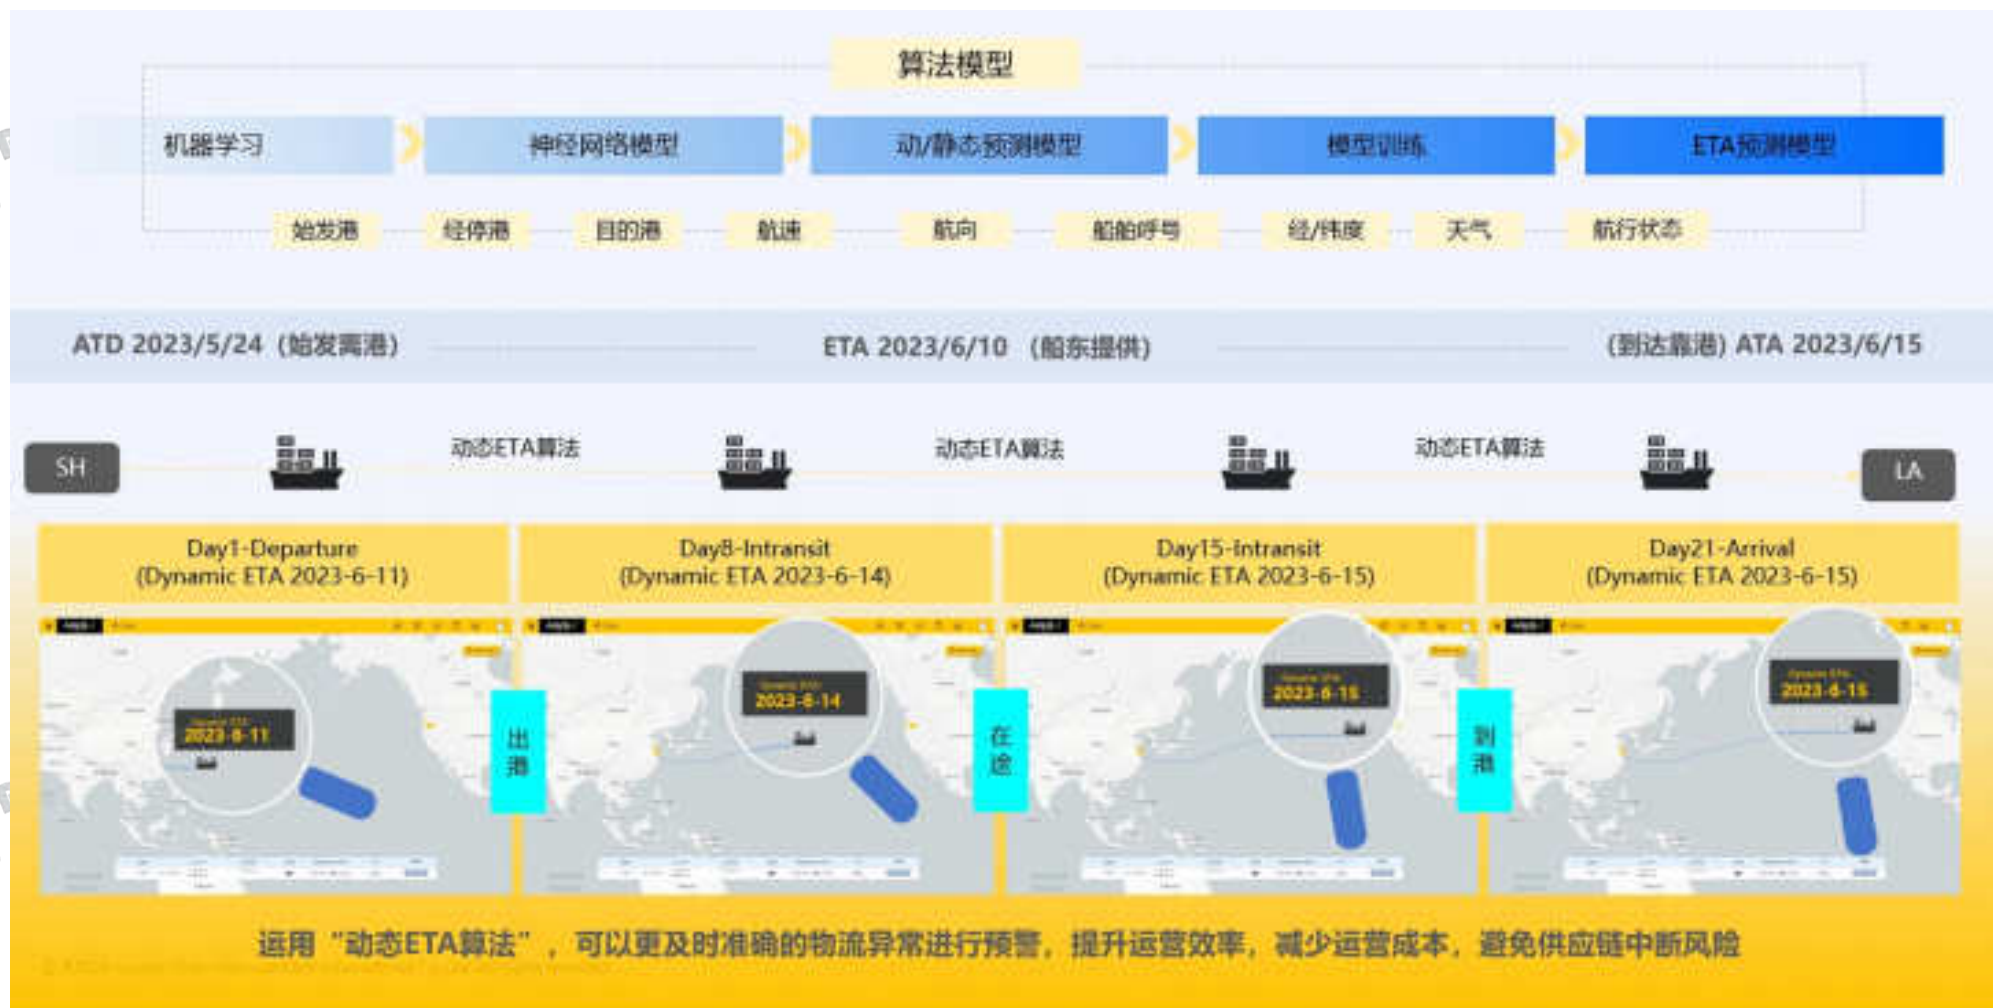 算法模型
机器学习
神经网络模型
动/静态预测模型
模型训练
ETA预测模型
始发港
经停港
目的港
航速
航向
船舶呼号
经/纬度
天气
航行状态
ATD 2023/5/24（始发离港）
ETA 2023/6/10 （船东提供）
(到达靠港) ATA 2023/6/15
SH
动态ETA算法
动态ETA算法
动态ETA算法
LA
Day1-Departure
(Dynamic ETA 2023-6-11)
Day8-Intransit
(Dynamic ETA 2023-6-14)
Day15-Intransit
(Dynamic ETA 2023-6-15)
Day21-Arrival
(Dynamic ETA 2023-6-15)
Dynamic ETA
2023-6-11
出港
Dynamic ETA
2023-6-14
在途
Dynamic ETA
2023-6-15
到港
Dynamic ETA
2023-6-15
运用“动态ETA算法”，可以更及时准确的物流异常进行预警，提升运营效率，减少运营成本，避免供应链中断风险